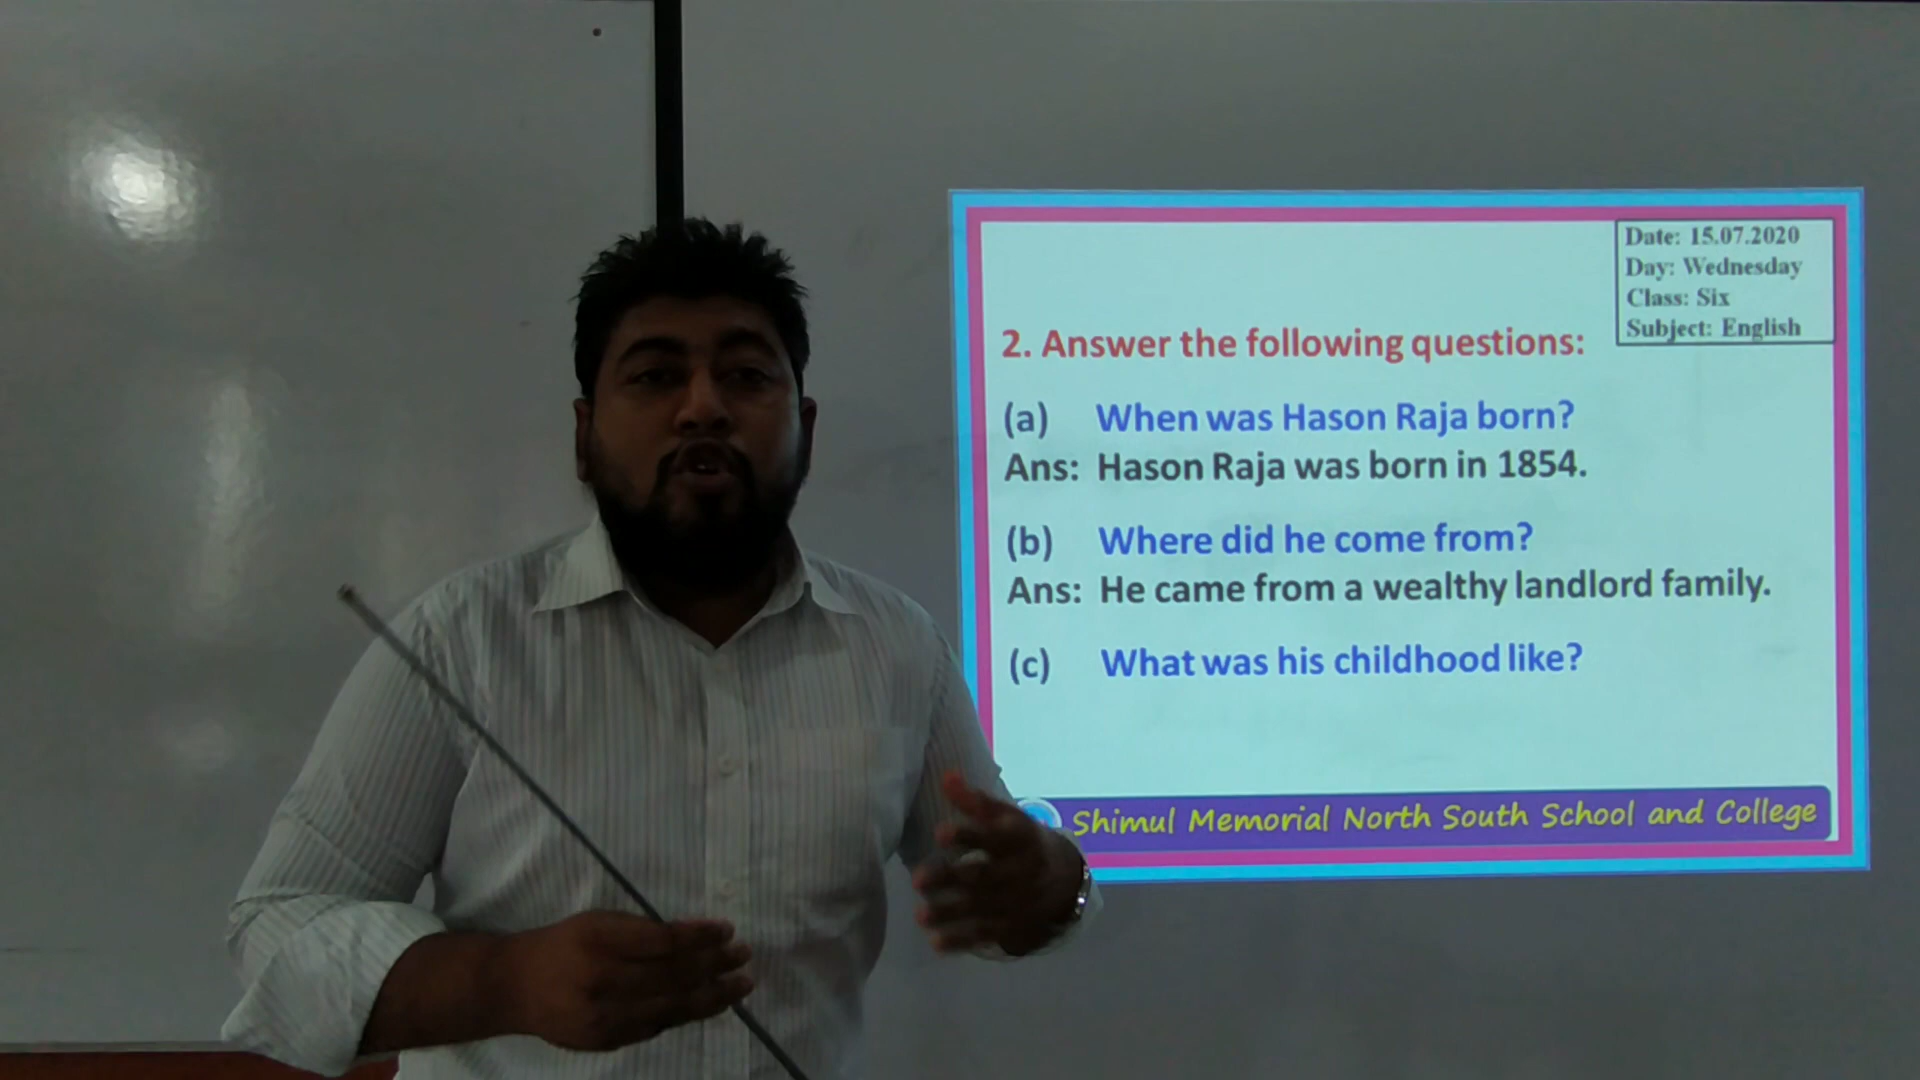 Date: 15.07.2020
Day: Wednesday
Class: Six
Subject: English
2. Answer the following questions:
(a) When was Hason Raja born?
Ans: Hason Raja was born in 1854.
(b) Where did he come from?
Ans: He came from a wealthy landlord family.
(c) What was his childhood like?
Shimul Memorial North South School and College